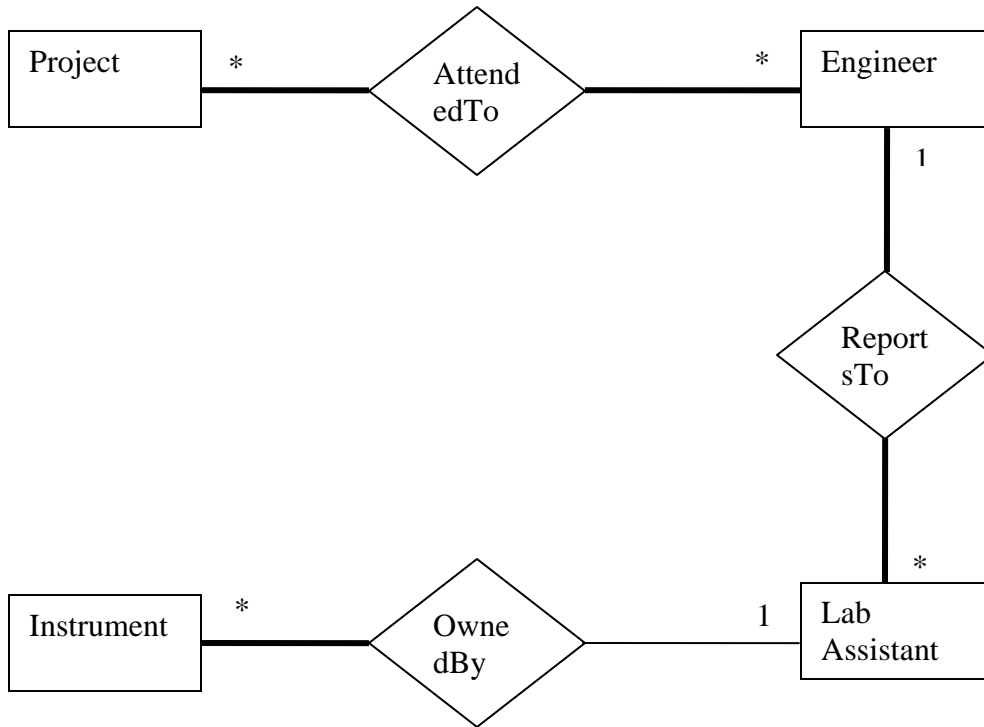 Project
*
Attend
edTo
*
Engineer
1
Report
sTo
*
Instrument
*
Owne
dBy
1
Lab
Assistant